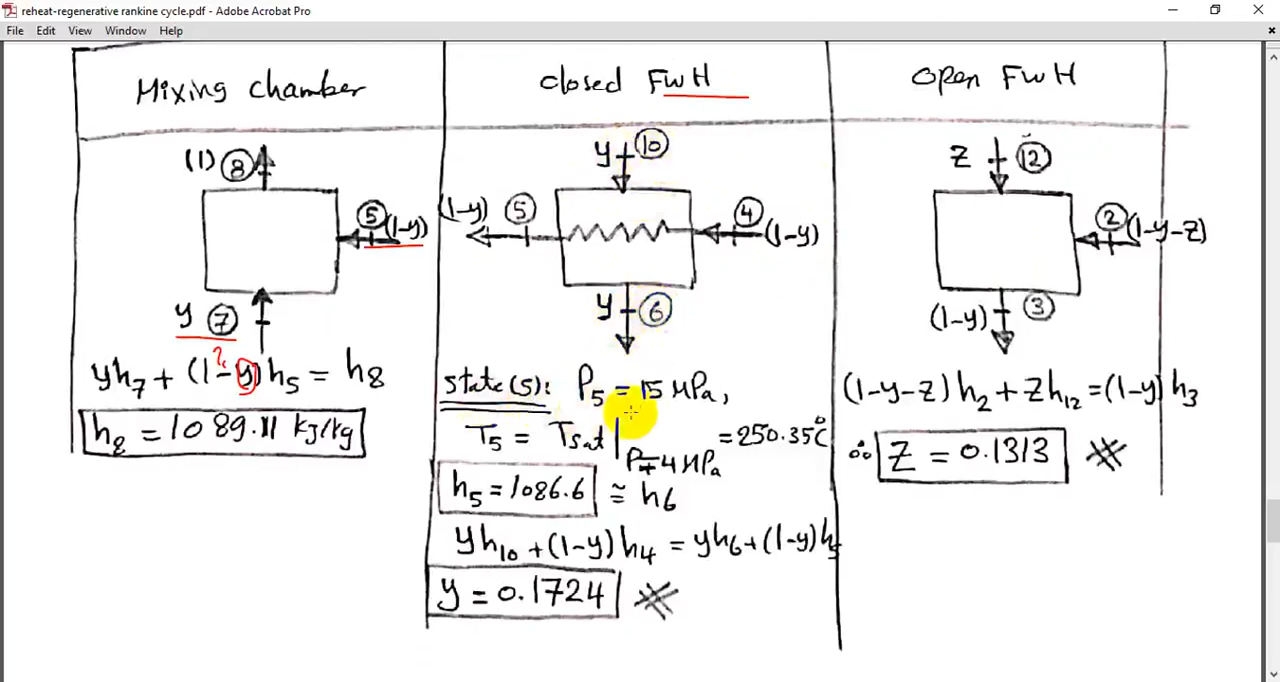 reheat-regenerative rankine cycle.pdf - Adobe Acrobat Pro
File Edit View Window Help
Mixing chamber
(1) 8
5 (1-y)
y 7
?
yh7 + (1-y)h5 = h8
h8 = 1089.11 kJ/kg
closed FWH
y 10
(1-y) 5
4 (1-y)
y 6
state(5): P5 = 15 MPa,
T5 = Tsat | P=4 MPa = 250.35°C
h5 = 1086.6 ≅ h6
yh10 + (1-y)h4 = yh6 + (1-y)h5
y = 0.1724
open FWH
Z 12
2 (1-y-z)
(1-y) 3
(1-y-z)h2 + zh12 = (1-y)h3
∴ Z = 0.1313